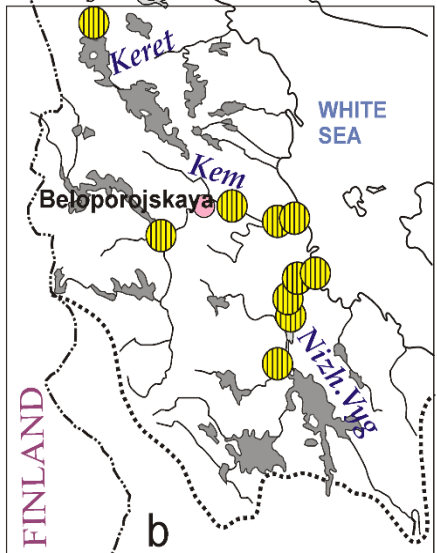 Keret
WHITE
SEA
Kem
Beloporojskaya
Nizh.Vyg
FINLAND
b